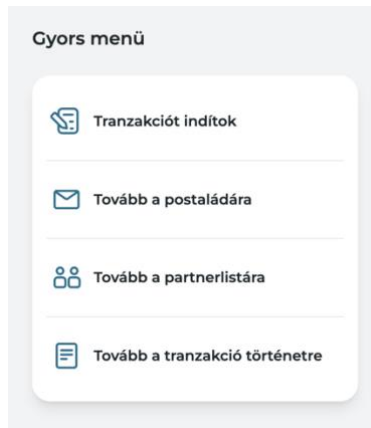 Gyors menü
Tranzakciót indítok
Tovább a postaládára
Tovább a partnerlistára
Tovább a tranzakció történetre